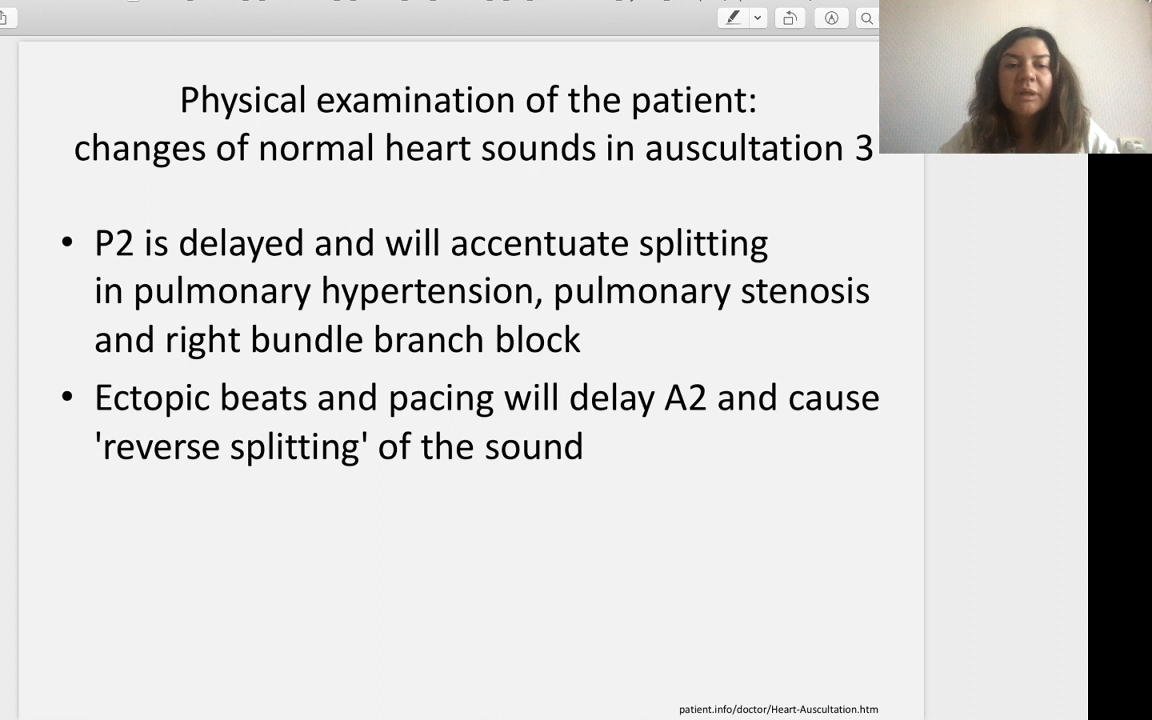 Physical examination of the patient:
changes of normal heart sounds in auscultation 3
• P2 is delayed and will accentuate splitting
in pulmonary hypertension, pulmonary stenosis
and right bundle branch block
• Ectopic beats and pacing will delay A2 and cause
'reverse splitting' of the sound
patient.info/doctor/Heart-Auscultation.htm